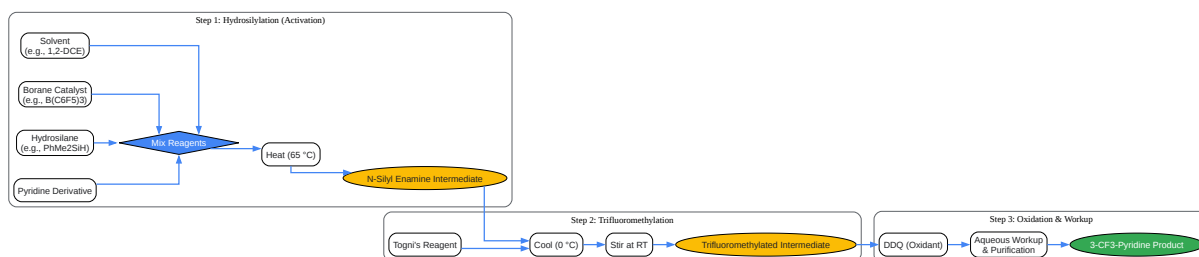 Step 1: Hydrosilylation (Activation)
Solvent
(e.g., 1,2-DCE)
Borane Catalyst
(e.g., B(C6F5)3)
Hydrosilane
(e.g., PhMe2SiH)
Mix Reagents
Heat (65 °C)
Pyridine Derivative
N-Silyl Enamine Intermediate
Step 2: Trifluoromethylation
Togni's Reagent
Cool (0 °C)
Stir at RT
Trifluoromethylated Intermediate
Step 3: Oxidation & Workup
DDQ (Oxidant)
Aqueous Workup
& Purification
3-CF3-Pyridine Product